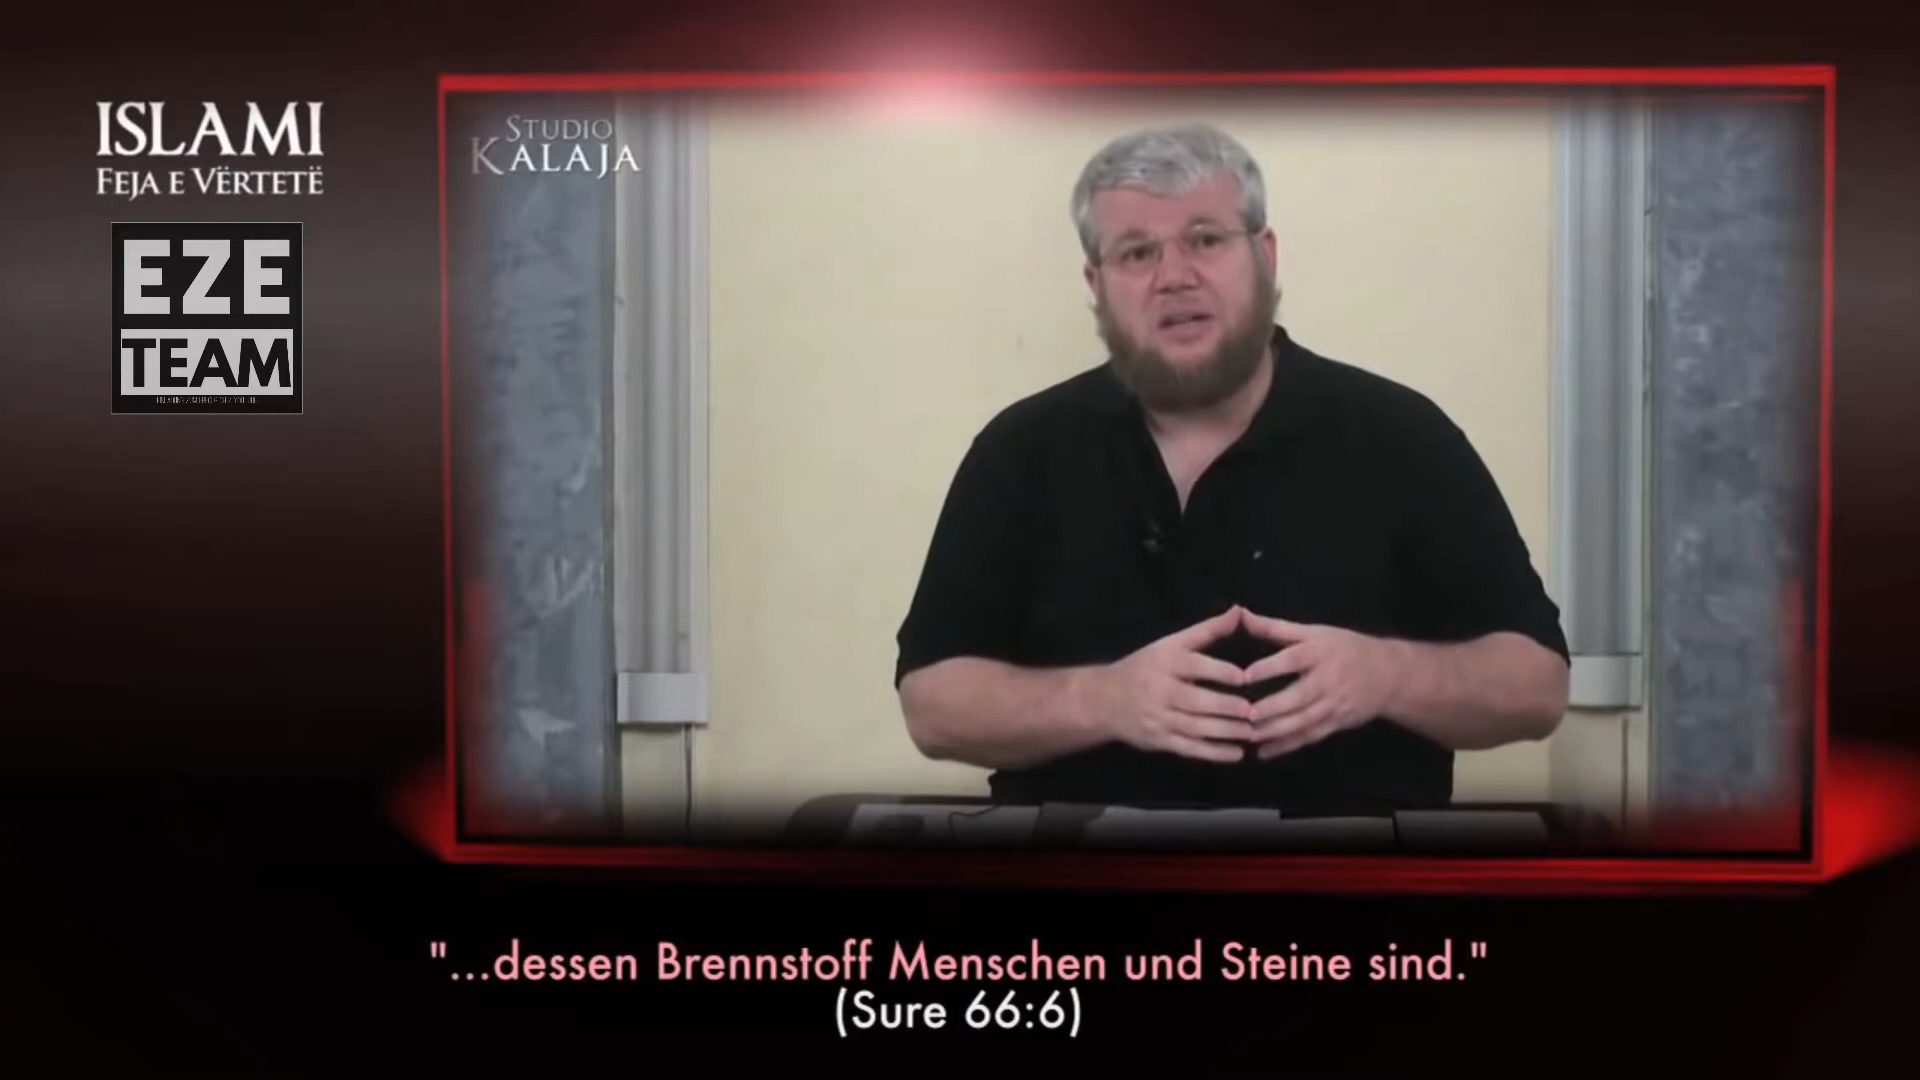 ISLAMI
FEJA E VËRTETË
EZE
TEAM
STUDIO
KALAJA
"...dessen Brennstoff Menschen und Steine sind."
(Sure 66:6)